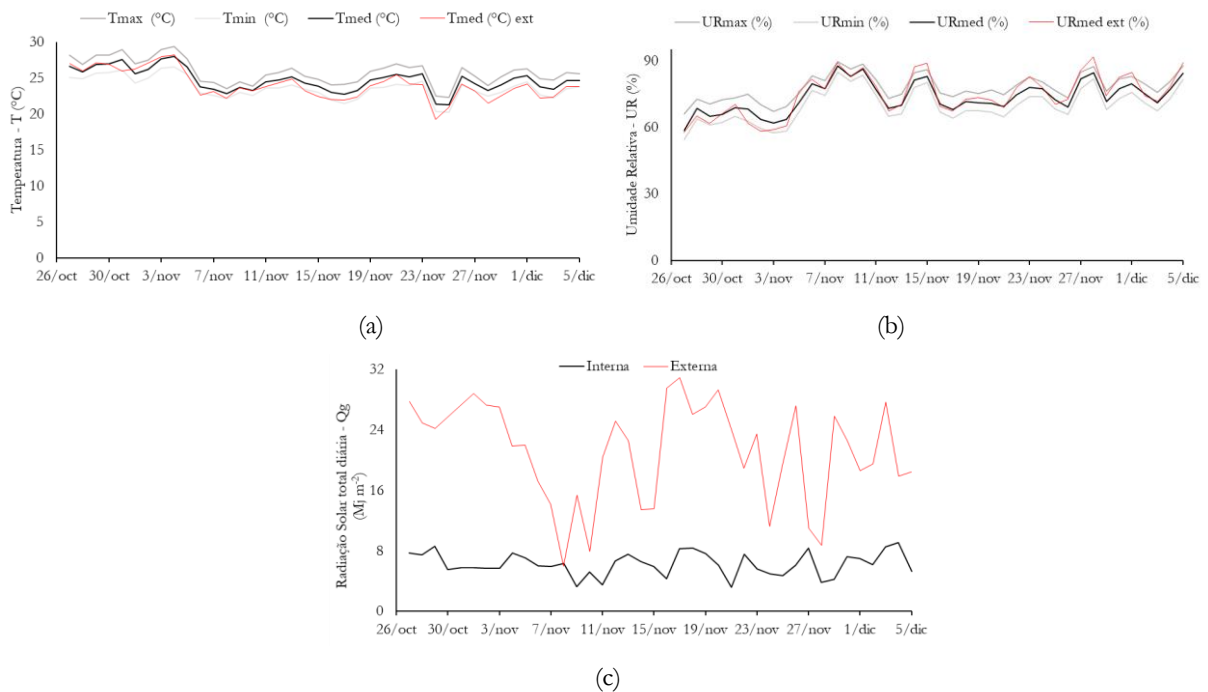 Tmax (°C) Tmin (°C) Tmed (°C) Tmed (°C) ext
30
25
20
15
10
5
0
Temperatura - T (°C)
26/oct 30/oct 3/nov 7/nov 11/nov 15/nov 19/nov 23/nov 27/nov 1/dic 5/dic
(a)
URmax (%) URmin (%) URmed (%) URmed ext (%)
90
60
30
0
Umidade Relativa - UR (%)
26/oct 30/oct 3/nov 7/nov 11/nov 15/nov 19/nov 23/nov 27/nov 1/dic 5/dic
(b)
Interna Externa
32
24
16
8
0
Radiação Solar total diária - Qg
(Mj m⁻²)
26/oct 30/oct 3/nov 7/nov 11/nov 15/nov 19/nov 23/nov 27/nov 1/dic 5/dic
(c)